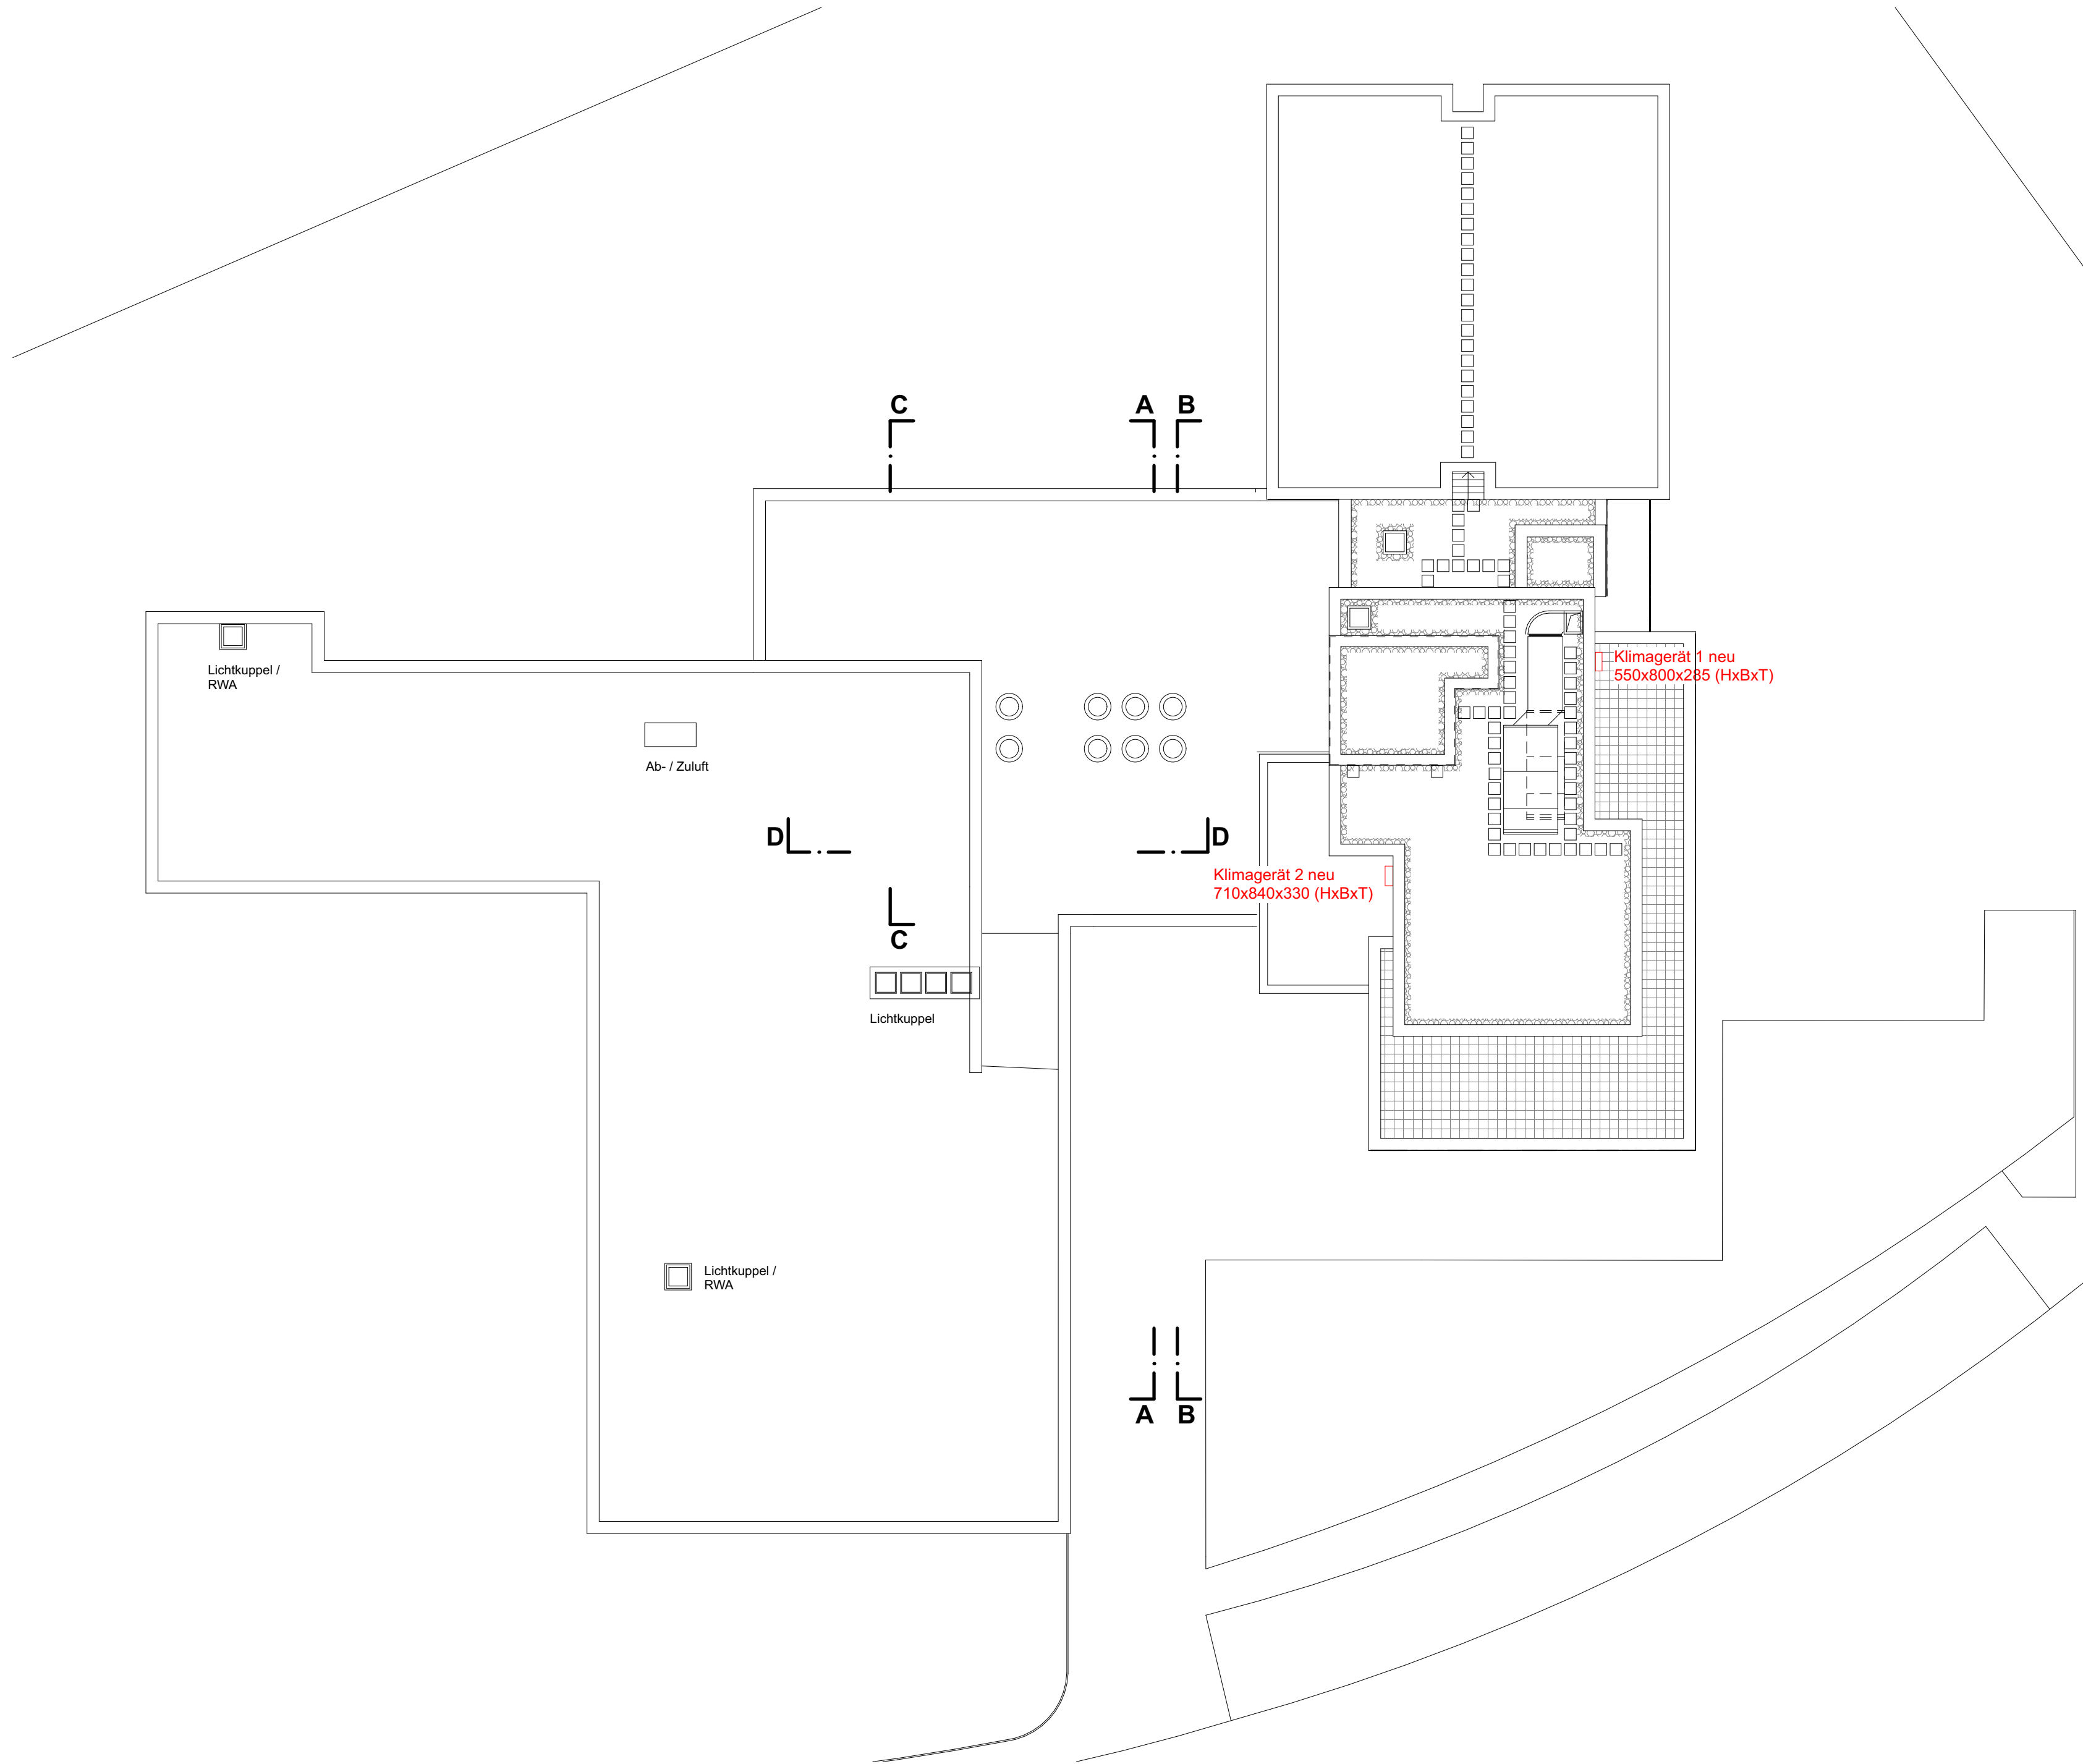 C
A
B
Lichtkuppel /
RWA
Klimagerät 1 neu
550x800x285 (HxBxT)
Ab- / Zuluft
D
D
Klimagerät 2 neu
710x840x330 (HxBxT)
C
Lichtkuppel
Lichtkuppel /
RWA
A
B